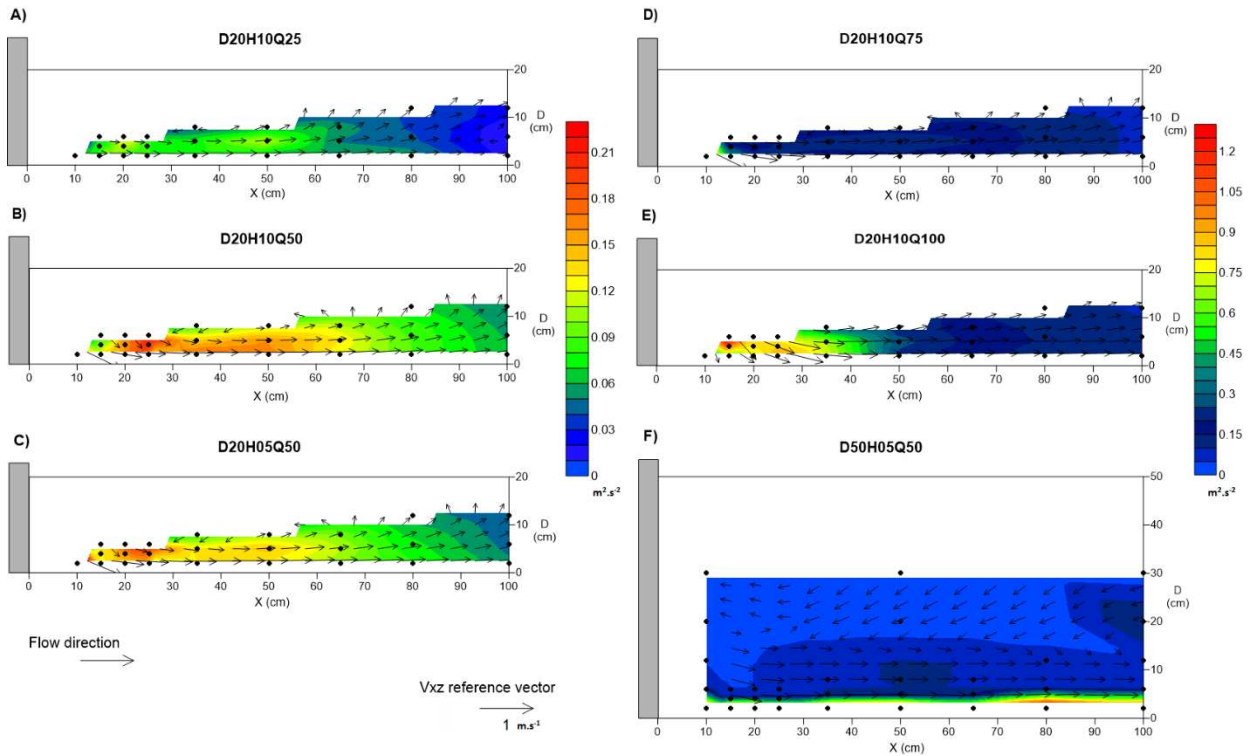 A)
D20H10Q25
20
10
0
D
(cm)
0 10 20 30 40 50 60 70 80 90 100
X (cm)
B)
D20H10Q50
20
10
0
D
(cm)
0 10 20 30 40 50 60 70 80 90 100
X (cm)
C)
D20H05Q50
20
10
0
D
(cm)
0 10 20 30 40 50 60 70 80 90 100
X (cm)
0.21
0.18
0.15
0.12
0.09
0.06
0.03
0
m².s⁻²
Flow direction
Vxz reference vector
1 m.s⁻¹
D)
D20H10Q75
20
10
0
D
(cm)
0 10 20 30 40 50 60 70 80 90 100
X (cm)
E)
D20H10Q100
20
10
0
D
(cm)
0 10 20 30 40 50 60 70 80 90 100
X (cm)
1.2
1.05
0.9
0.75
0.6
0.45
0.3
0.15
0
m².s⁻²
F)
D50H05Q50
50
40
30
D
(cm)
20
10
0
0 10 20 30 40 50 60 70 80 90 100
X (cm)